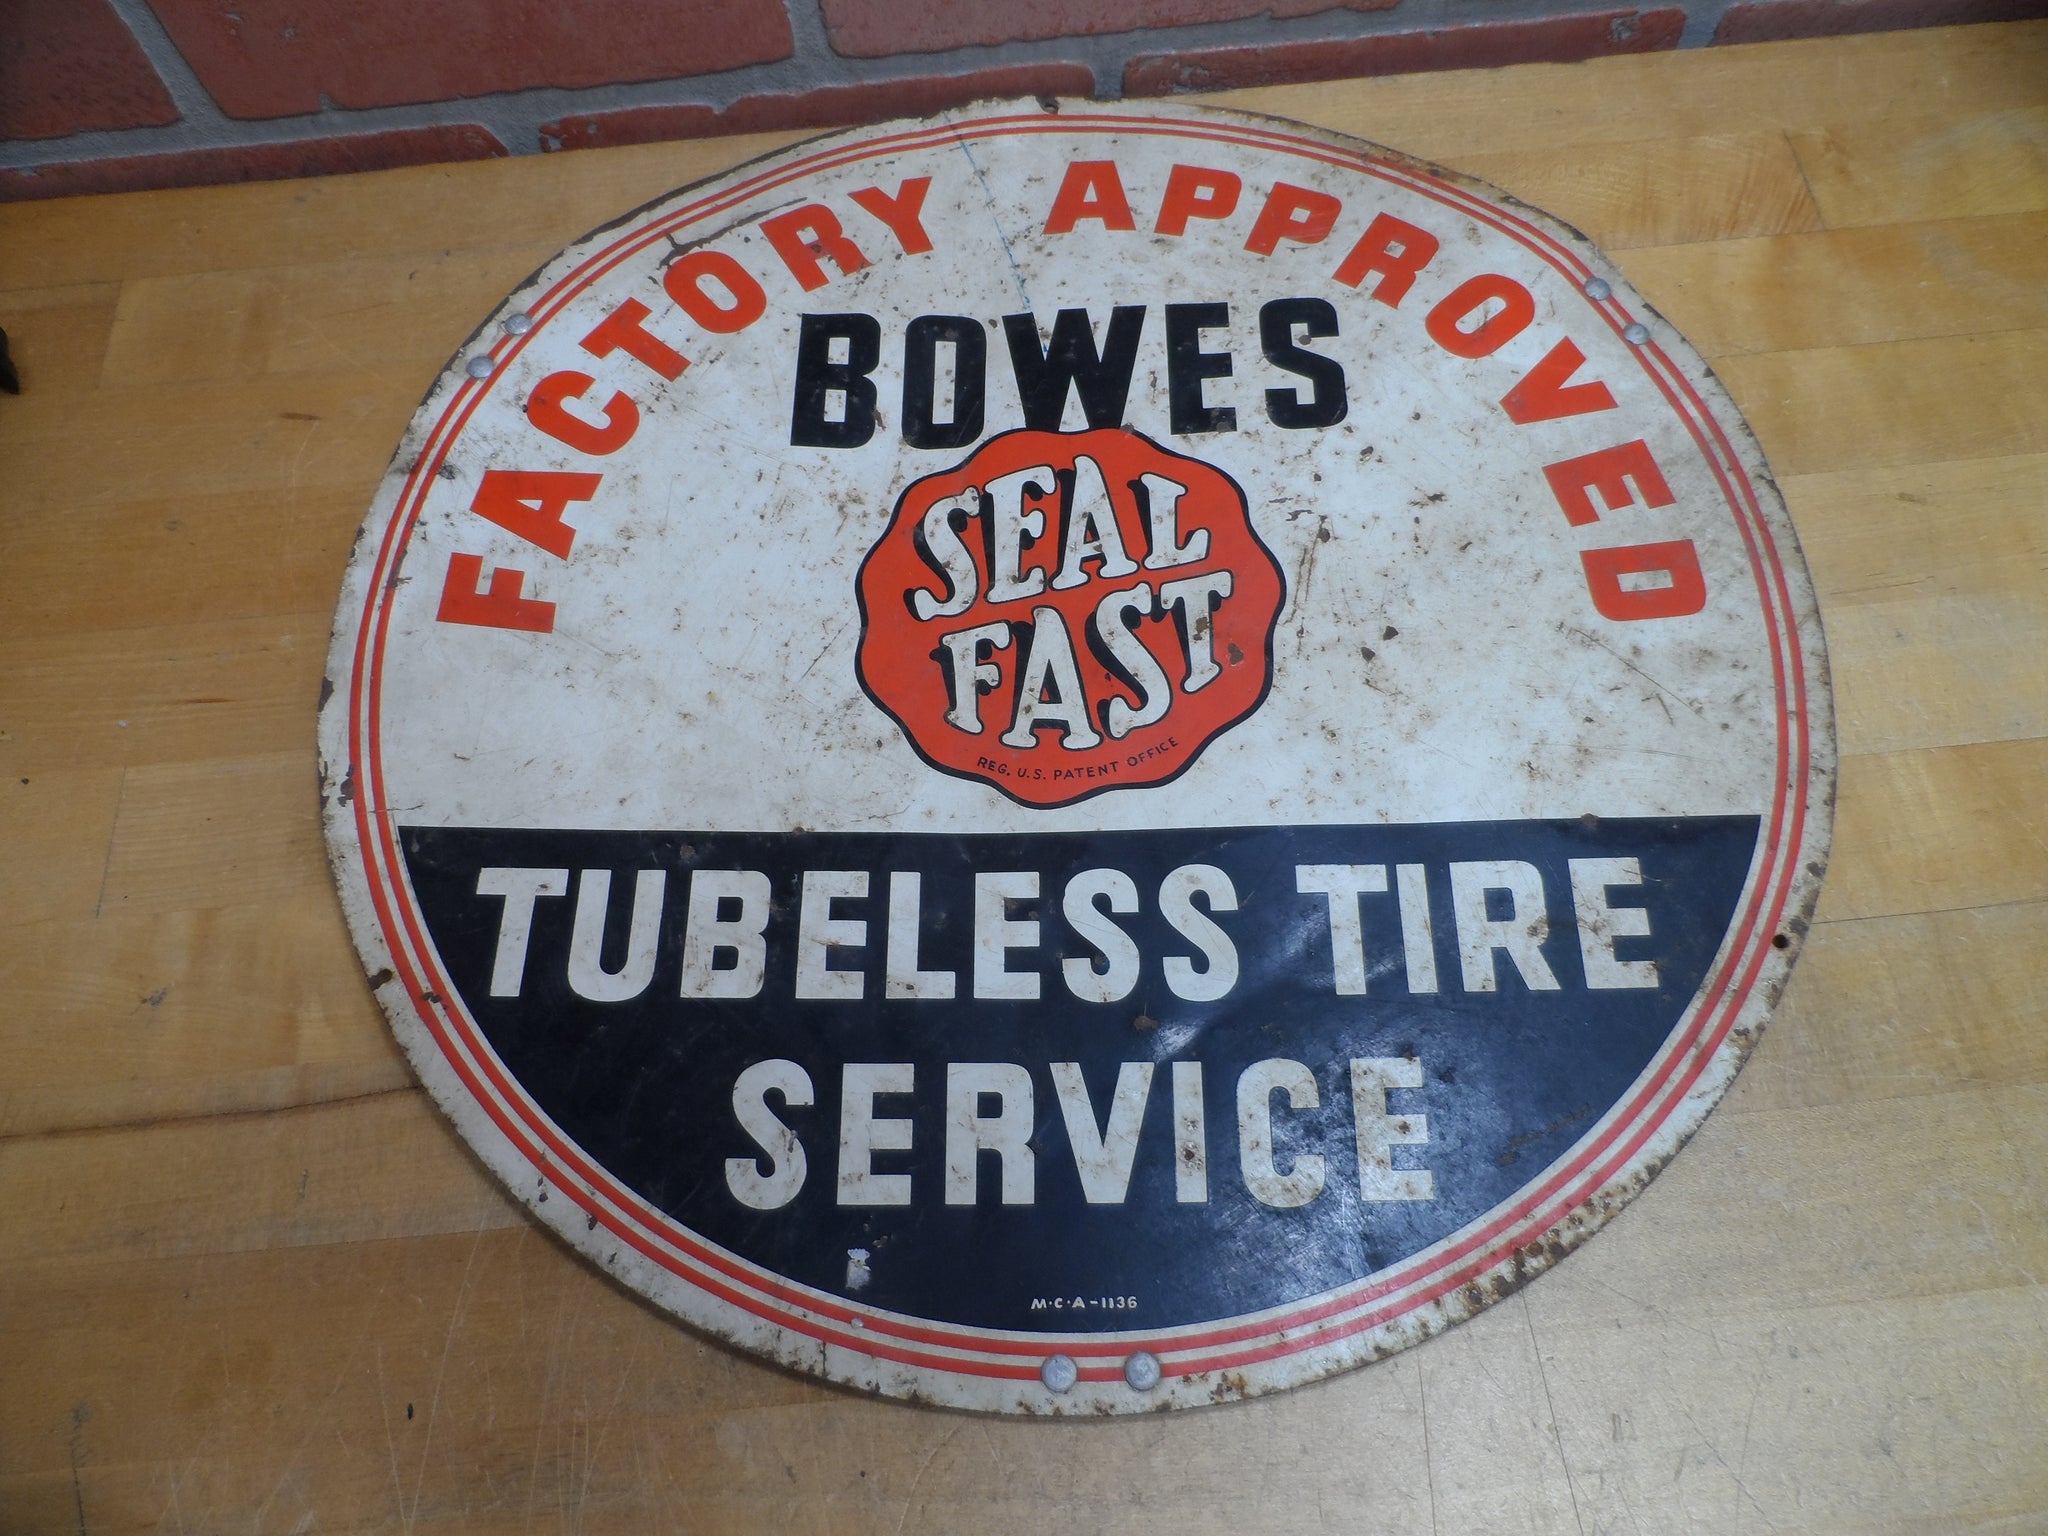 FACTORY APPROVED
BOWES
SEAL
FAST
REG. U.S. PATENT OFFICE
TUBELESS TIRE
SERVICE
M·C·A-1136